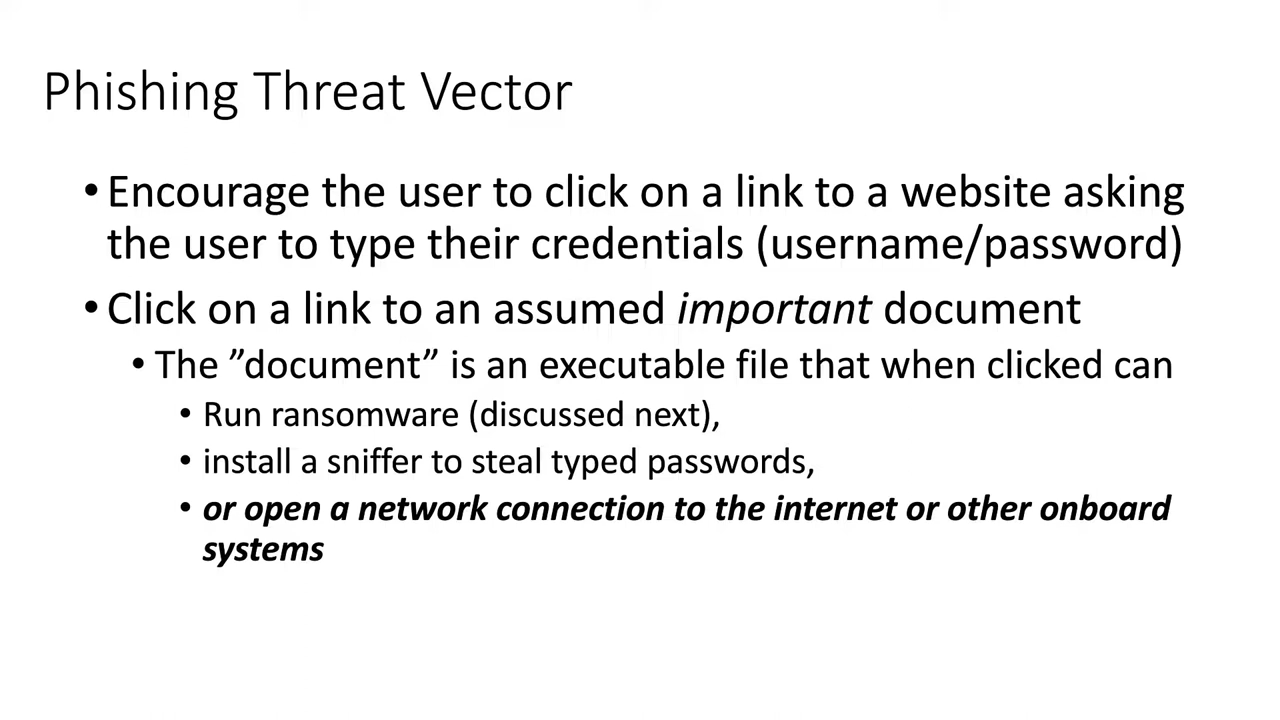 Phishing Threat Vector
• Encourage the user to click on a link to a website asking
the user to type their credentials (username/password)
• Click on a link to an assumed important document
• The ”document” is an executable file that when clicked can
• Run ransomware (discussed next),
• install a sniffer to steal typed passwords,
• or open a network connection to the internet or other onboard
systems